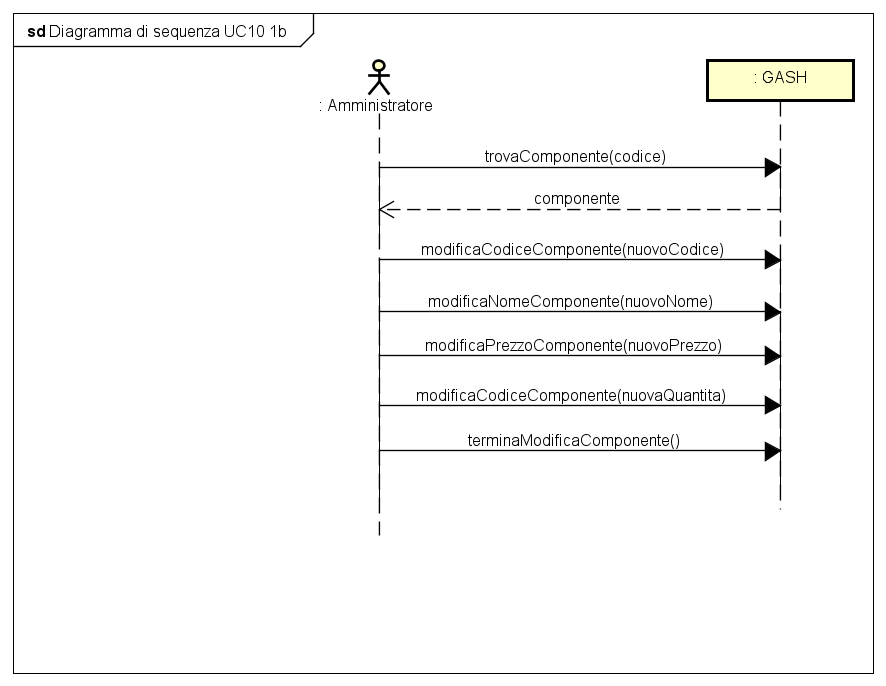 sd Diagramma di sequenza UC10 1b
: Amministratore
: GASH
trovaComponente(codice)
componente
modificaCodiceComponente(nuovoCodice)
modificaNomeComponente(nuovoNome)
modificaPrezzoComponente(nuovoPrezzo)
modificaCodiceComponente(nuovaQuantita)
terminaModificaComponente()